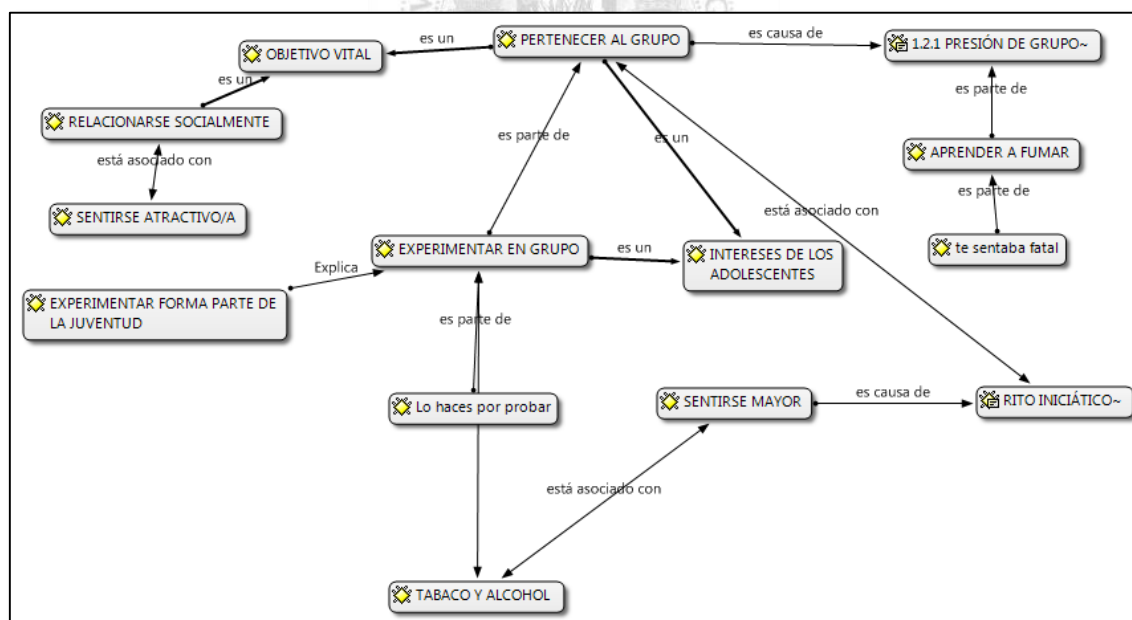 es un
PERTENECER AL GRUPO
es causa de
1.2.1 PRESIÓN DE GRUPO~
OBJETIVO VITAL
es un
es parte de
RELACIONARSE SOCIALMENTE
es parte de
es un
APRENDER A FUMAR
está asociado con
es parte de
SENTIRSE ATRACTIVO/A
está asociado con
EXPERIMENTAR EN GRUPO
es un
INTERESES DE LOS
ADOLESCENTES
te sentaba fatal
Explica
EXPERIMENTAR FORMA PARTE DE
LA JUVENTUD
es parte de
Lo haces por probar
SENTIRSE MAYOR
es causa de
RITO INICIÁTICO~
está asociado con
TABACO Y ALCOHOL